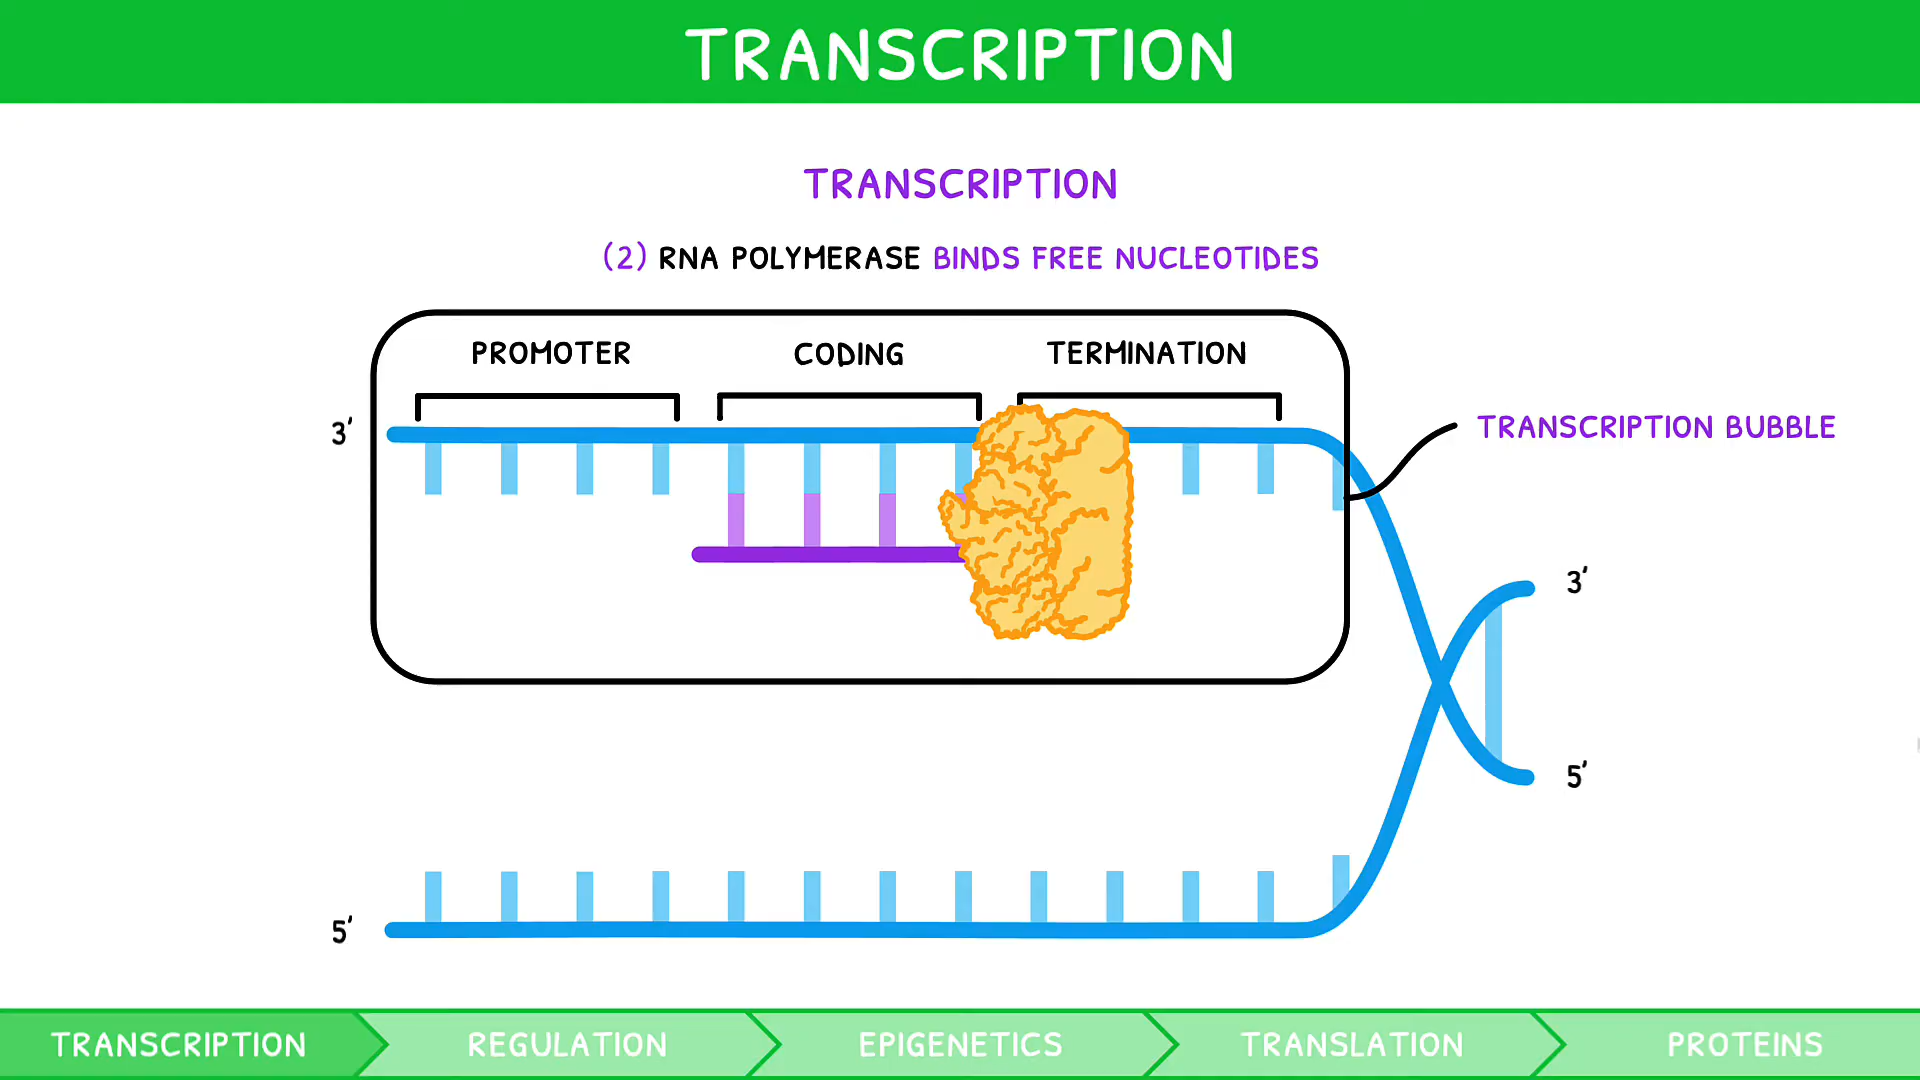 TRANSCRIPTION
TRANSCRIPTION
(2) RNA POLYMERASE BINDS FREE NUCLEOTIDES
PROMOTER CODING TERMINATION
3'
TRANSCRIPTION BUBBLE
3'
5'
5'
TRANSCRIPTION REGULATION EPIGENETICS TRANSLATION PROTEINS